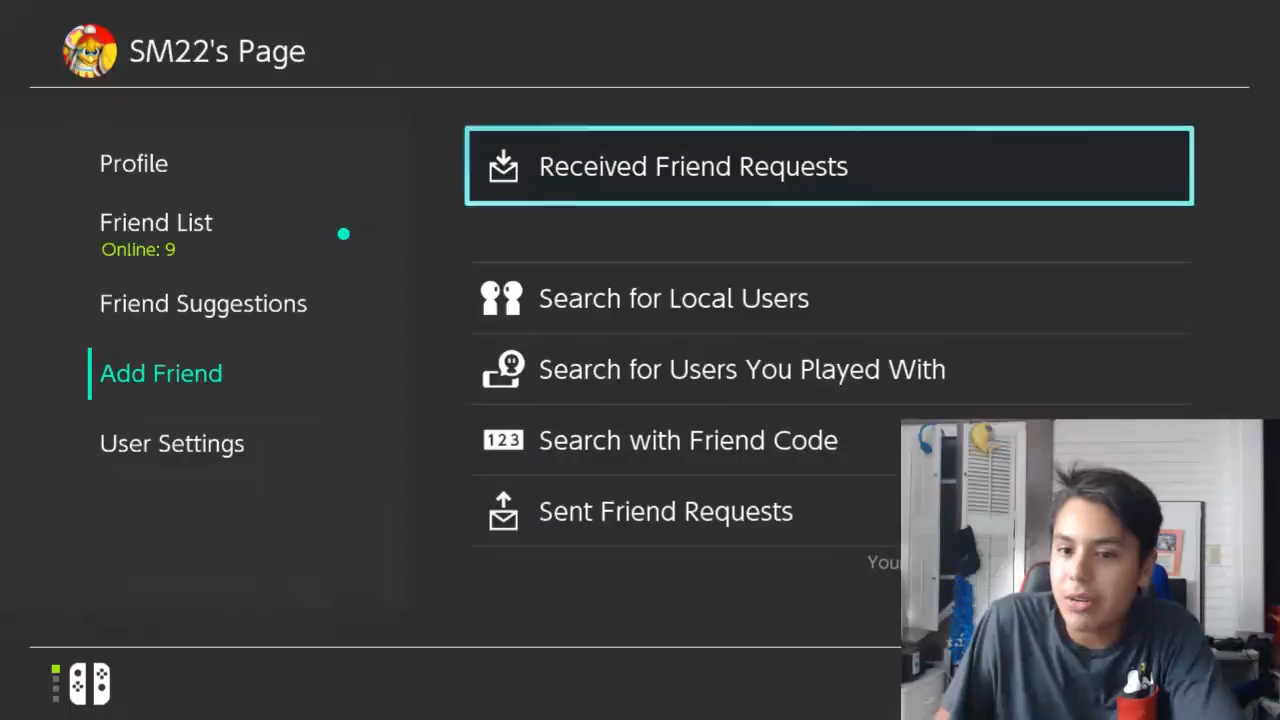 SM22's Page
Profile
Friend List
Online: 9
Friend Suggestions
Add Friend
User Settings
Received Friend Requests
Search for Local Users
Search for Users You Played With
123
Search with Friend Code
Sent Friend Requests
You